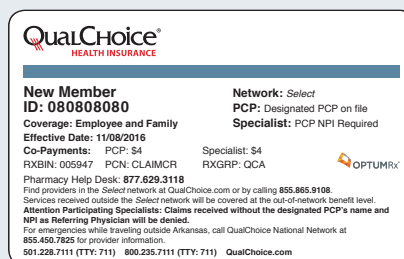 QualChoice®
HEALTH INSURANCE
New Member
ID: 080808080
Coverage: Employee and Family
Effective Date: 11/08/2016
Network: Select
PCP: Designated PCP on file
Specialist: PCP NPI Required
Co-Payments: PCP: $4 Specialist: $4
RXBIN: 005947 PCN: CLAIMCR RXGRP: QCA
OPTUMRx
Pharmacy Help Desk: 877.629.3118
Find providers in the Select network at QualChoice.com or by calling 855.865.9108.
Services received outside the Select network will be covered at the out-of-network benefit level.
Attention Participating Specialists: Claims received without the designated PCP's name and
NPI as Referring Physician will be denied.
For emergencies while traveling outside Arkansas, call QualChoice National Network at
855.450.7825 for provider information.
501.228.7111 (TTY: 711) 800.235.7111 (TTY: 711) QualChoice.com